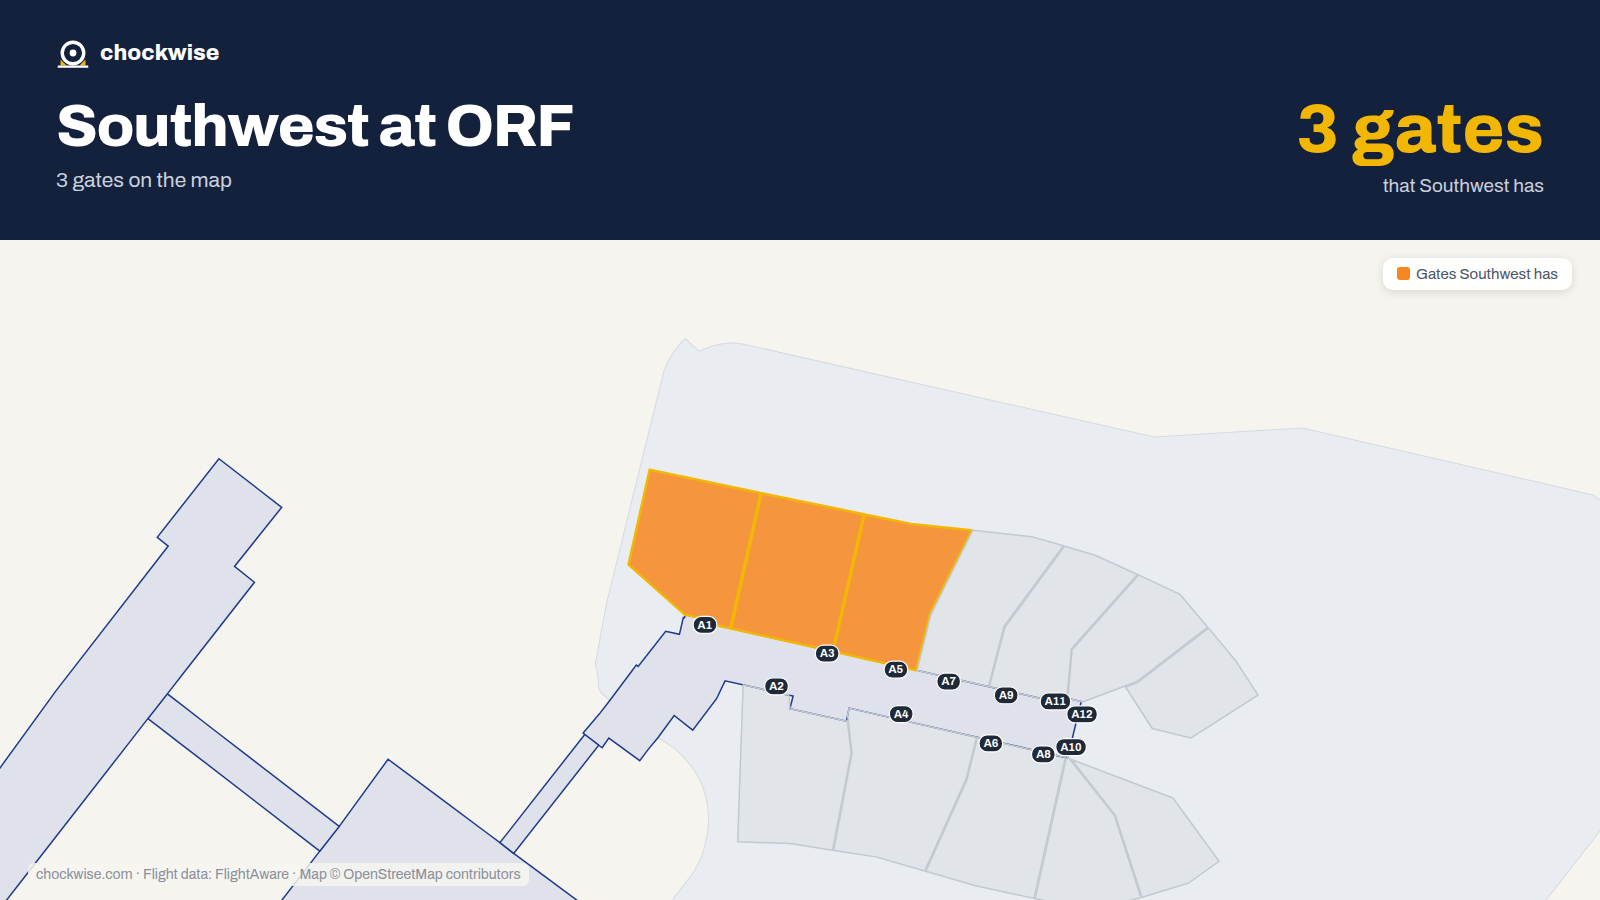 chockwise
Southwest at ORF
3 gates on the map
3 gates
that Southwest has
Gates Southwest has
A1
A3
A5
A2
A7
A9
A11
A4
A12
A6
A10
A8
chockwise.com · Flight data: FlightAware · Map © OpenStreetMap contributors